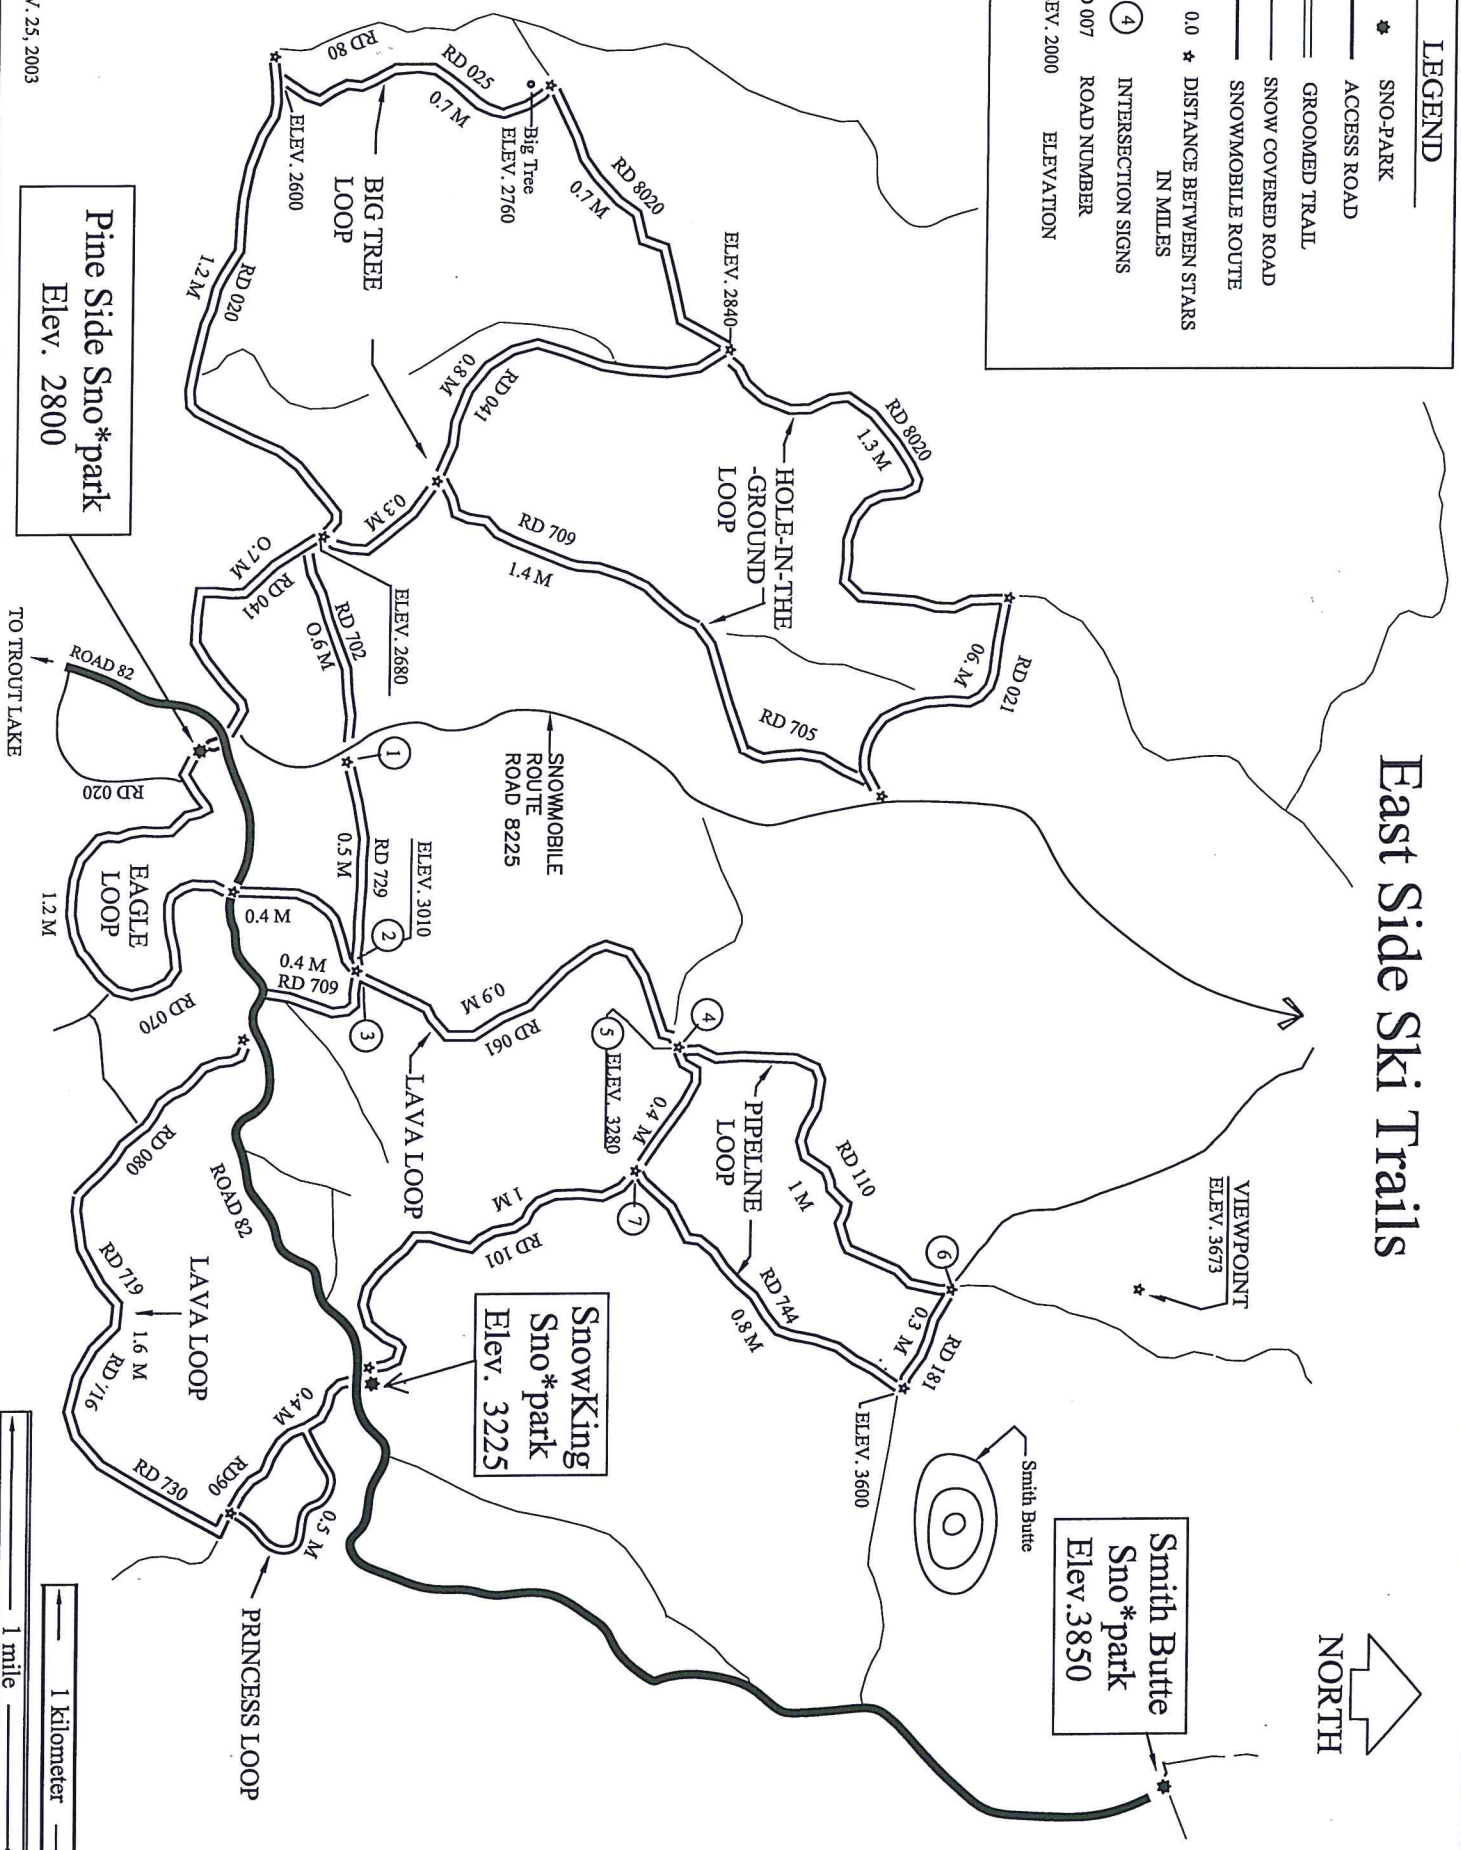 East Side Ski Trails
LEGEND
SNO-PARK
ACCESS ROAD
GROOMED TRAIL
SNOW COVERED ROAD
SNOWMOBILE ROUTE
0.0 DISTANCE BETWEEN STARS
IN MILES
4 INTERSECTION SIGNS
007 ROAD NUMBER
EV. 2000 ELEVATION
NORTH
VIEWPOINT
ELEV. 3673
Smith Butte
Sno*park
Elev.3850
Smith Butte
ELEV. 3600
6
RD 181
0.3 M
RD 110
1 M
PIPELINE
LOOP
RD 744
0.8 M
4
5
ELEV. 3280
0.4 M
7
RD 101
1 M
SnowKing
Sno*park
Elev. 3225
RD 8020
1.3 M
RD 021
06. M
HOLE-IN-THE
-GROUND
LOOP
RD 705
ELEV. 2840
RD 8020
0.7 M
Big Tree
ELEV. 2760
RD 025
0.7 M
RD 80
ELEV. 2600
BIG TREE
LOOP
RD 041
0.8 M
RD 709
1.4 M
0.3 M
RD 020
1.2 M
ELEV. 2680
RD 041
O.7 M
RD 702
O.6 M
SNOWMOBILE
ROUTE
ROAD 8225
1
RD 729
0.5 M
ELEV. 3010
2
3
0.4 M
0.4 M
RD 709
RD 061
0.9 M
LAVA LOOP
Pine Side Sno*park
Elev. 2800
ROAD 82
TO TROUT LAKE
RD 020
EAGLE
LOOP
1.2 M
RD 070
RD 080
ROAD 82
RD 719
LAVA LOOP
1.6 M
RD 716
RD 730
0.4 M
RD90
0.5 M
PRINCESS LOOP
V. 25, 2003
1 kilometer
1 mile